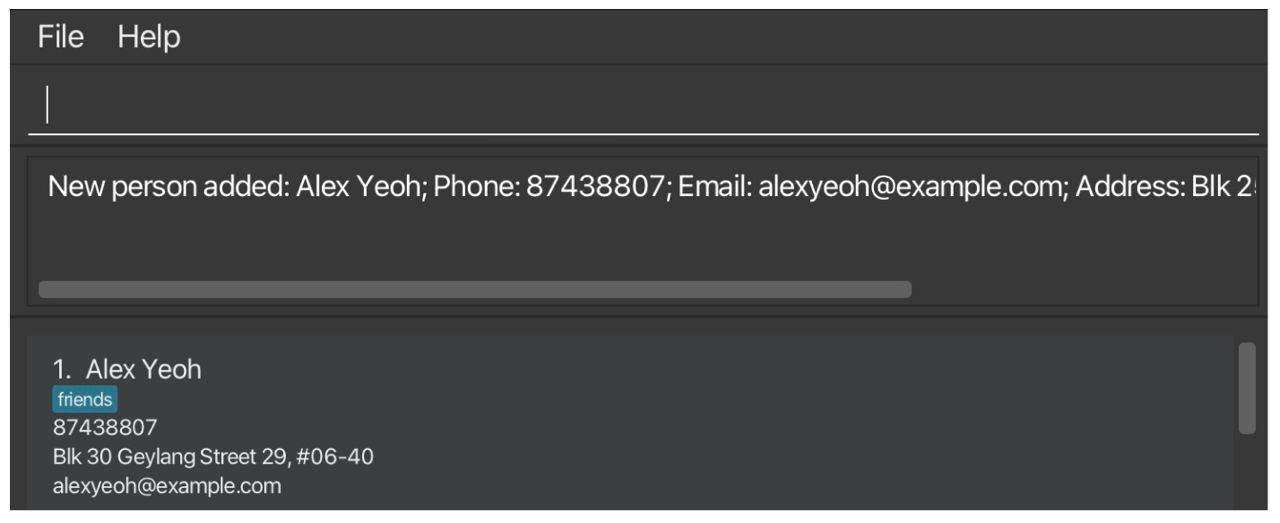 File Help
New person added: Alex Yeoh; Phone: 87438807; Email: alexyeoh@example.com; Address: Blk
1. Alex Yeoh
friends
87438807
Blk 30 Geylang Street 29, #06-40
alexyeoh@example.com